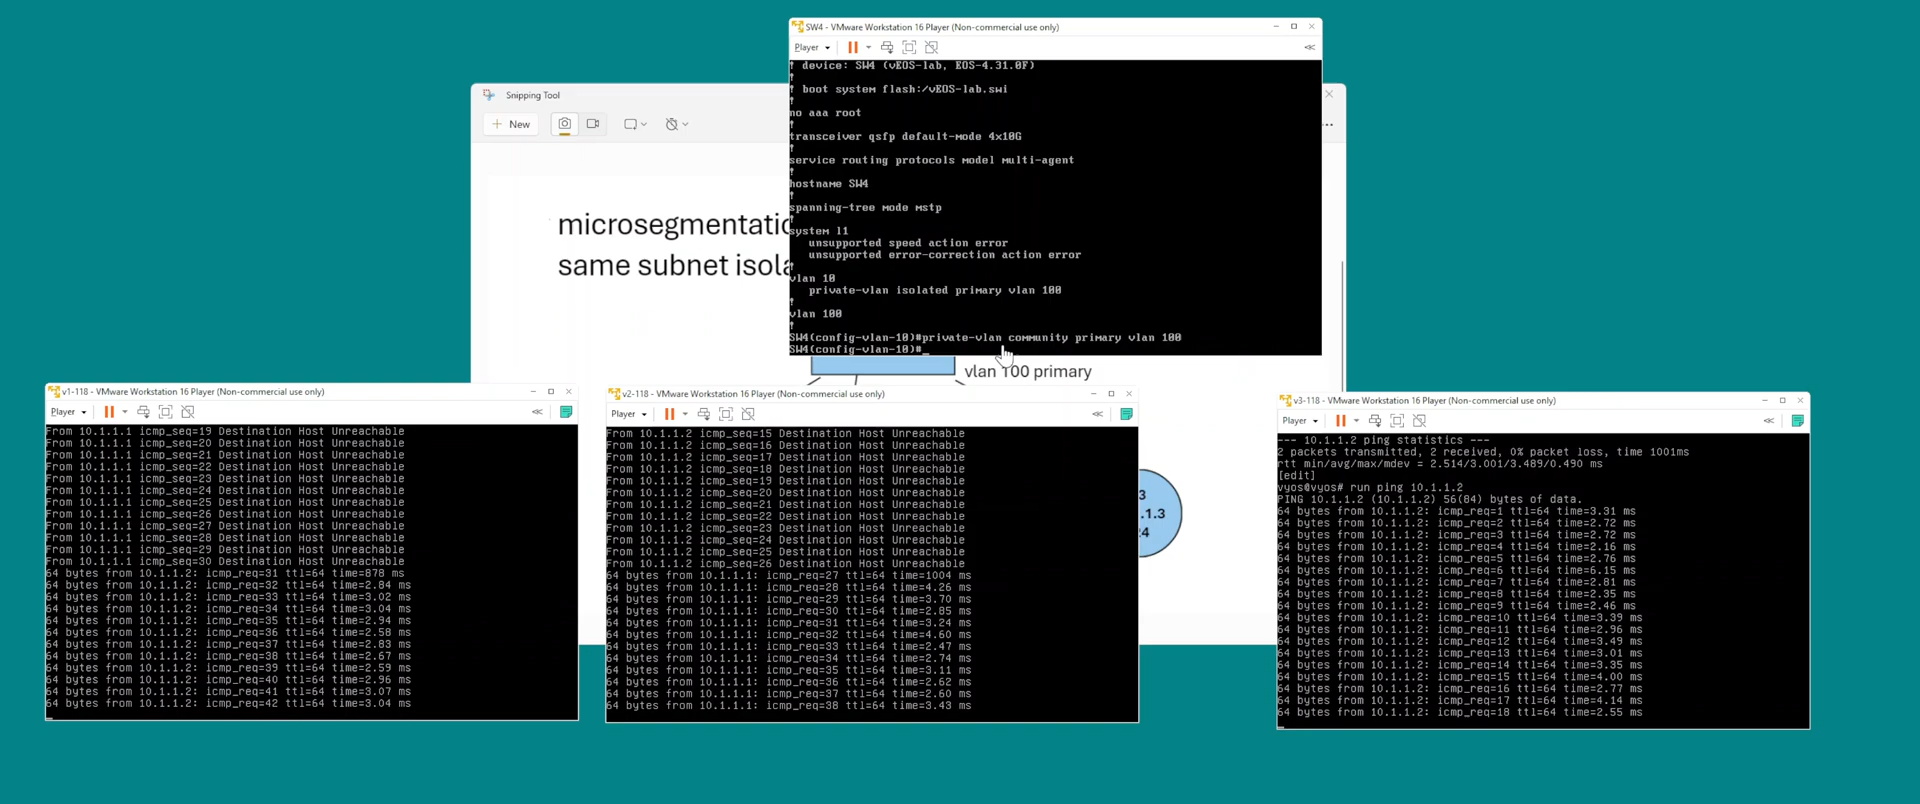 SW4 - VMware Workstation 16 Player (Non-commercial use only)
Player
! device: SW4 (vEOS-lab, EOS-4.31.0F)
!
! boot system flash:/vEOS-lab.swi
!
no aaa root
!
transceiver qsfp default-mode 4x10G
!
service routing protocols model multi-agent
!
hostname SW4
!
spanning-tree mode mstp
!
system l1
unsupported speed action error
unsupported error-correction action error
!
vlan 10
private-vlan isolated primary vlan 100
!
vlan 100
!
SW4(config-vlan-10)#private-vlan community primary vlan 100
SW4(config-vlan-10)#_
Snipping Tool
New
microsegmentatio
same subnet isola
vlan 100 primary
3
.1.3
24
v1-118 - VMware Workstation 16 Player (Non-commercial use only)
Player
From 10.1.1.1 icmp_seq=19 Destination Host Unreachable
From 10.1.1.1 icmp_seq=20 Destination Host Unreachable
From 10.1.1.1 icmp_seq=21 Destination Host Unreachable
From 10.1.1.1 icmp_seq=22 Destination Host Unreachable
From 10.1.1.1 icmp_seq=23 Destination Host Unreachable
From 10.1.1.1 icmp_seq=24 Destination Host Unreachable
From 10.1.1.1 icmp_seq=25 Destination Host Unreachable
From 10.1.1.1 icmp_seq=26 Destination Host Unreachable
From 10.1.1.1 icmp_seq=27 Destination Host Unreachable
From 10.1.1.1 icmp_seq=28 Destination Host Unreachable
From 10.1.1.1 icmp_seq=29 Destination Host Unreachable
From 10.1.1.1 icmp_seq=30 Destination Host Unreachable
64 bytes from 10.1.1.2: icmp_req=31 ttl=64 time=878 ms
64 bytes from 10.1.1.2: icmp_req=32 ttl=64 time=2.84 ms
64 bytes from 10.1.1.2: icmp_req=33 ttl=64 time=3.02 ms
64 bytes from 10.1.1.2: icmp_req=34 ttl=64 time=3.04 ms
64 bytes from 10.1.1.2: icmp_req=35 ttl=64 time=2.94 ms
64 bytes from 10.1.1.2: icmp_req=36 ttl=64 time=2.58 ms
64 bytes from 10.1.1.2: icmp_req=37 ttl=64 time=2.83 ms
64 bytes from 10.1.1.2: icmp_req=38 ttl=64 time=2.67 ms
64 bytes from 10.1.1.2: icmp_req=39 ttl=64 time=2.59 ms
64 bytes from 10.1.1.2: icmp_req=40 ttl=64 time=2.96 ms
64 bytes from 10.1.1.2: icmp_req=41 ttl=64 time=3.07 ms
64 bytes from 10.1.1.2: icmp_req=42 ttl=64 time=3.04 ms
v2-118 - VMware Workstation 16 Player (Non-commercial use only)
Player
From 10.1.1.2 icmp_seq=15 Destination Host Unreachable
From 10.1.1.2 icmp_seq=16 Destination Host Unreachable
From 10.1.1.2 icmp_seq=17 Destination Host Unreachable
From 10.1.1.2 icmp_seq=18 Destination Host Unreachable
From 10.1.1.2 icmp_seq=19 Destination Host Unreachable
From 10.1.1.2 icmp_seq=20 Destination Host Unreachable
From 10.1.1.2 icmp_seq=21 Destination Host Unreachable
From 10.1.1.2 icmp_seq=22 Destination Host Unreachable
From 10.1.1.2 icmp_seq=23 Destination Host Unreachable
From 10.1.1.2 icmp_seq=24 Destination Host Unreachable
From 10.1.1.2 icmp_seq=25 Destination Host Unreachable
From 10.1.1.2 icmp_seq=26 Destination Host Unreachable
64 bytes from 10.1.1.1: icmp_req=27 ttl=64 time=1004 ms
64 bytes from 10.1.1.1: icmp_req=28 ttl=64 time=4.26 ms
64 bytes from 10.1.1.1: icmp_req=29 ttl=64 time=3.70 ms
64 bytes from 10.1.1.1: icmp_req=30 ttl=64 time=2.85 ms
64 bytes from 10.1.1.1: icmp_req=31 ttl=64 time=3.24 ms
64 bytes from 10.1.1.1: icmp_req=32 ttl=64 time=4.60 ms
64 bytes from 10.1.1.1: icmp_req=33 ttl=64 time=2.47 ms
64 bytes from 10.1.1.1: icmp_req=34 ttl=64 time=2.74 ms
64 bytes from 10.1.1.1: icmp_req=35 ttl=64 time=3.11 ms
64 bytes from 10.1.1.1: icmp_req=36 ttl=64 time=2.62 ms
64 bytes from 10.1.1.1: icmp_req=37 ttl=64 time=2.60 ms
64 bytes from 10.1.1.1: icmp_req=38 ttl=64 time=3.43 ms
v3-118 - VMware Workstation 16 Player (Non-commercial use only)
Player
--- 10.1.1.2 ping statistics ---
2 packets transmitted, 2 received, 0% packet loss, time 1001ms
rtt min/avg/max/mdev = 2.514/3.001/3.489/0.490 ms
[edit]
vyos@vyos# run ping 10.1.1.2
PING 10.1.1.2 (10.1.1.2) 56(84) bytes of data.
64 bytes from 10.1.1.2: icmp_req=1 ttl=64 time=3.31 ms
64 bytes from 10.1.1.2: icmp_req=2 ttl=64 time=2.72 ms
64 bytes from 10.1.1.2: icmp_req=3 ttl=64 time=2.72 ms
64 bytes from 10.1.1.2: icmp_req=4 ttl=64 time=2.16 ms
64 bytes from 10.1.1.2: icmp_req=5 ttl=64 time=2.76 ms
64 bytes from 10.1.1.2: icmp_req=6 ttl=64 time=6.15 ms
64 bytes from 10.1.1.2: icmp_req=7 ttl=64 time=2.81 ms
64 bytes from 10.1.1.2: icmp_req=8 ttl=64 time=2.35 ms
64 bytes from 10.1.1.2: icmp_req=9 ttl=64 time=2.46 ms
64 bytes from 10.1.1.2: icmp_req=10 ttl=64 time=3.39 ms
64 bytes from 10.1.1.2: icmp_req=11 ttl=64 time=2.96 ms
64 bytes from 10.1.1.2: icmp_req=12 ttl=64 time=3.49 ms
64 bytes from 10.1.1.2: icmp_req=13 ttl=64 time=3.01 ms
64 bytes from 10.1.1.2: icmp_req=14 ttl=64 time=3.35 ms
64 bytes from 10.1.1.2: icmp_req=15 ttl=64 time=4.00 ms
64 bytes from 10.1.1.2: icmp_req=16 ttl=64 time=2.77 ms
64 bytes from 10.1.1.2: icmp_req=17 ttl=64 time=4.14 ms
64 bytes from 10.1.1.2: icmp_req=18 ttl=64 time=2.55 ms